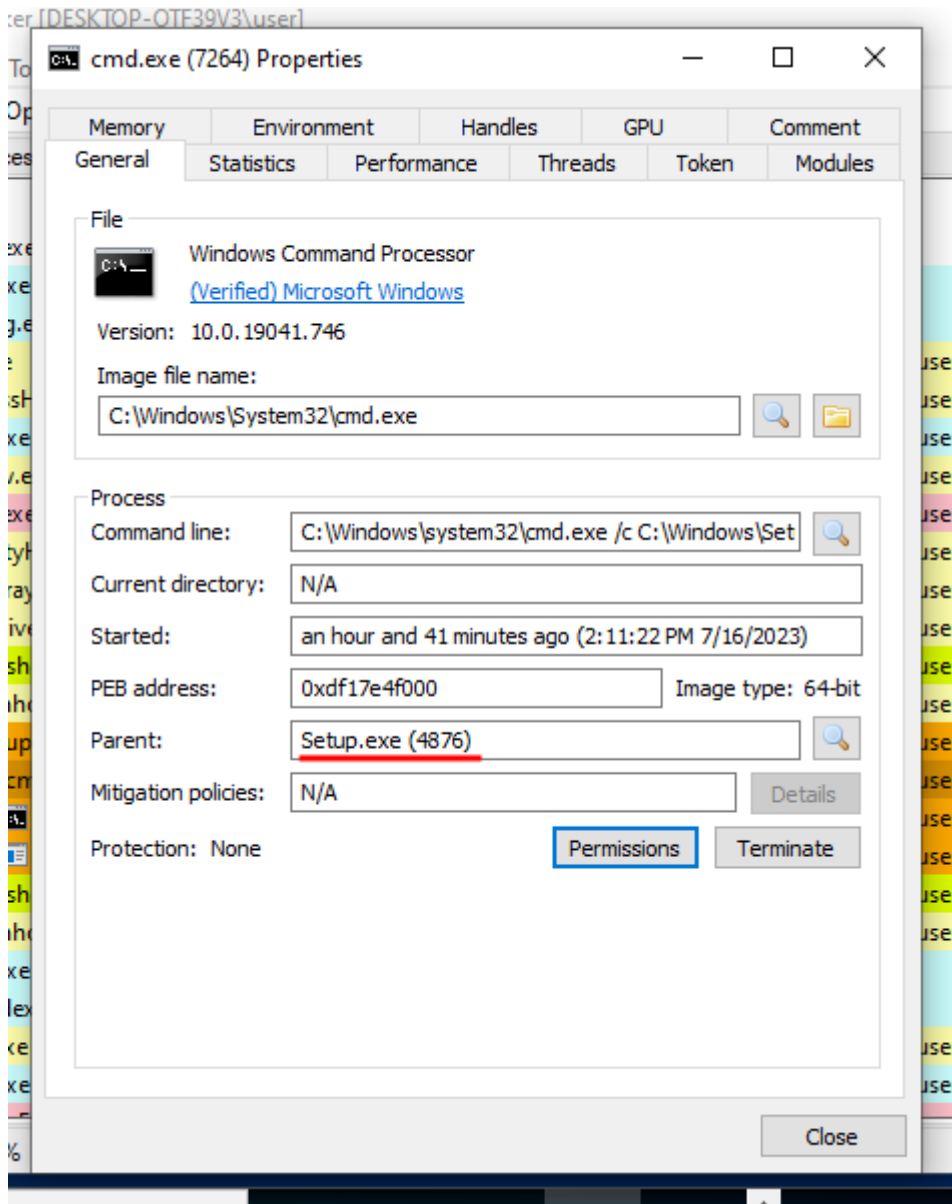 [DESKTOP-OTF39V3\user]
cmd.exe (7264) Properties
Memory Environment Handles GPU Comment
General Statistics Performance Threads Token Modules
File
Windows Command Processor
(Verified) Microsoft Windows
Version: 10.0.19041.746
Image file name:
C:\Windows\System32\cmd.exe
Process
Command line: C:\Windows\system32\cmd.exe /c C:\Windows\Set
Current directory: N/A
Started: an hour and 41 minutes ago (2:11:22 PM 7/16/2023)
PEB address: 0xdf17e4f000 Image type: 64-bit
Parent: Setup.exe (4876)
Mitigation policies: N/A Details
Protection: None Permissions Terminate
Close